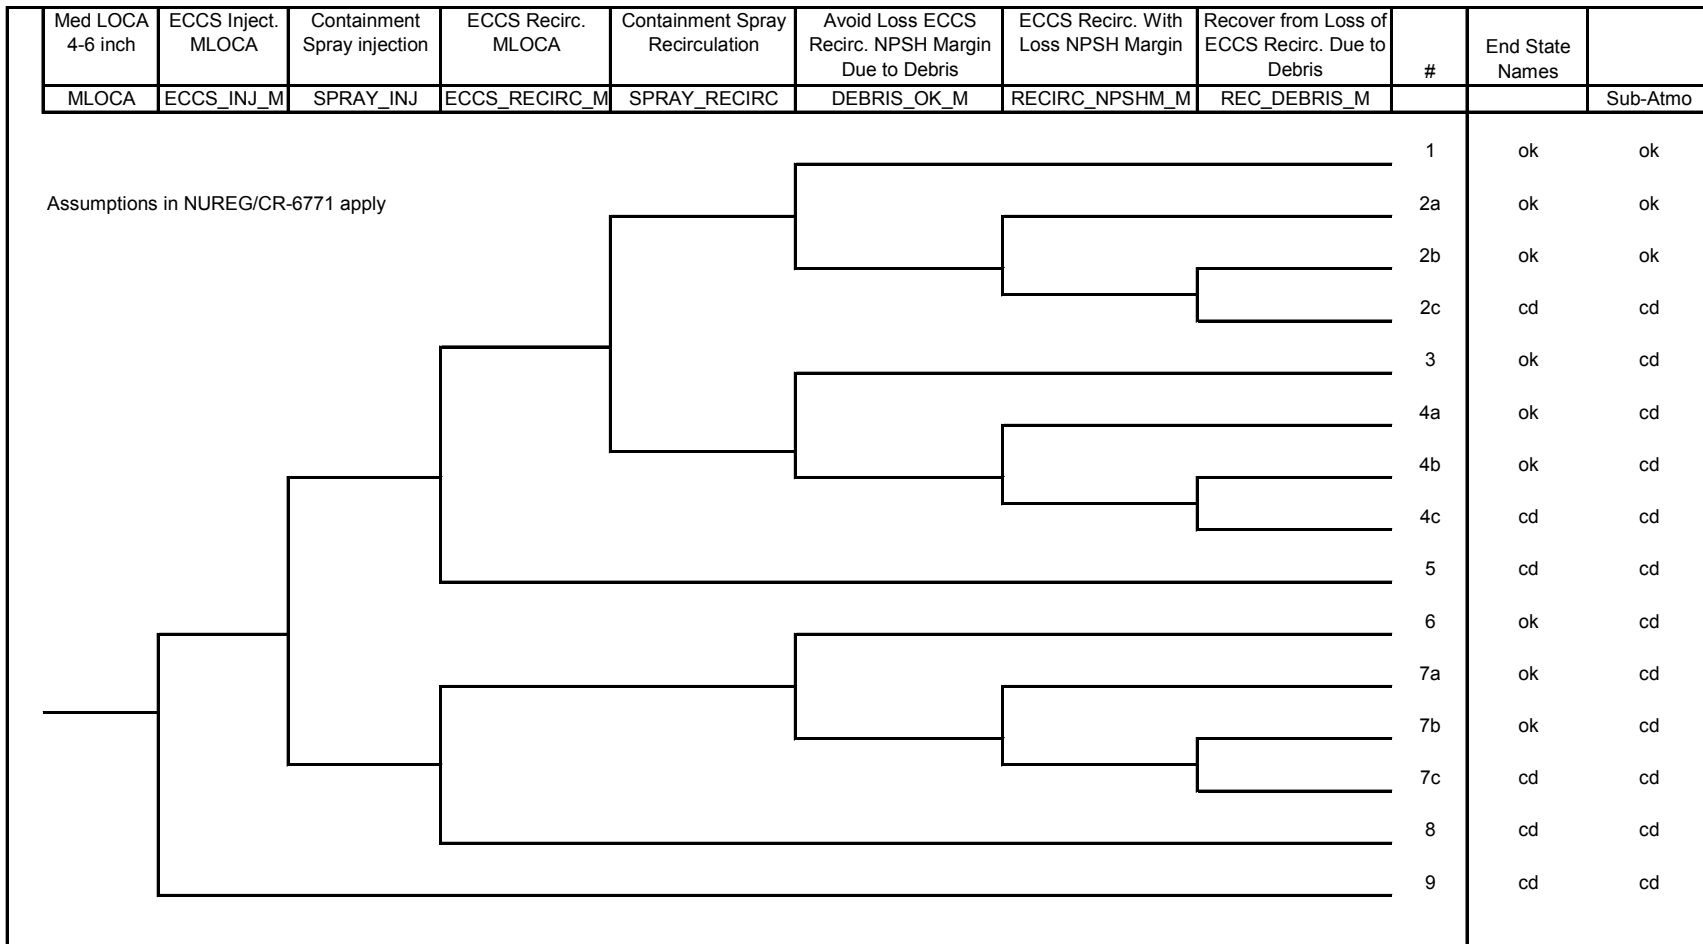 Med LOCA ECCS Inject. Containment ECCS Recirc. Containment Spray Avoid Loss ECCS ECCS Recirc. With Recover from Loss of
4-6 inch MLOCA Spray injection MLOCA Recirculation Recirc. NPSH Margin Loss NPSH Margin ECCS Recirc. Due to End State
Due to Debris Debris # Names
MLOCA ECCS_INJ_M SPRAY_INJ ECCS_RECIRC_M SPRAY_RECIRC DEBRIS_OK_M RECIRC_NPSHM_M REC_DEBRIS_M Sub-Atmo
1 ok ok
Assumptions in NUREG/CR-6771 apply 2a ok ok
2b ok ok
2c cd cd
3 ok cd
4a ok cd
4b ok cd
4c cd cd
5 cd cd
6 ok cd
7a ok cd
7b ok cd
7c cd cd
8 cd cd
9 cd cd